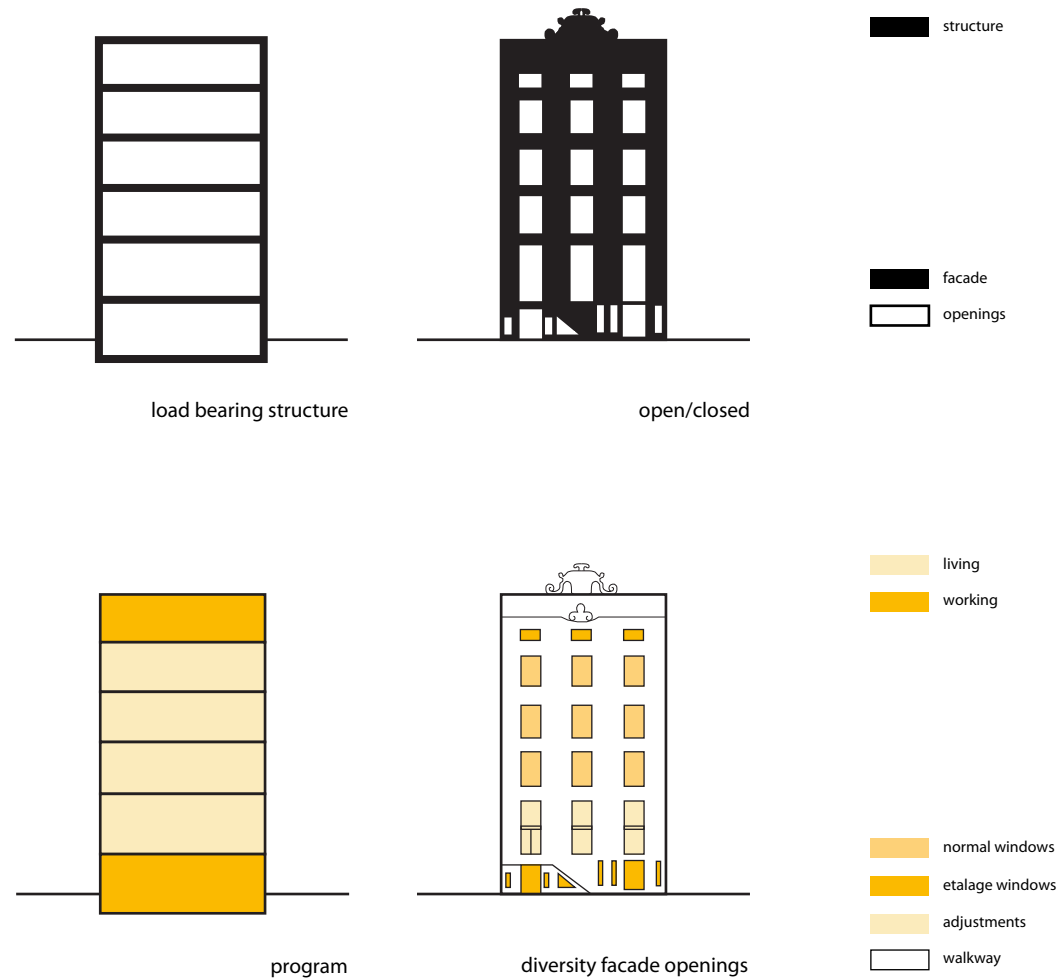 structure
facade
openings
load bearing structure
open/closed
living
working
normal windows
etalage windows
adjustments
walkway
program
diversity facade openings